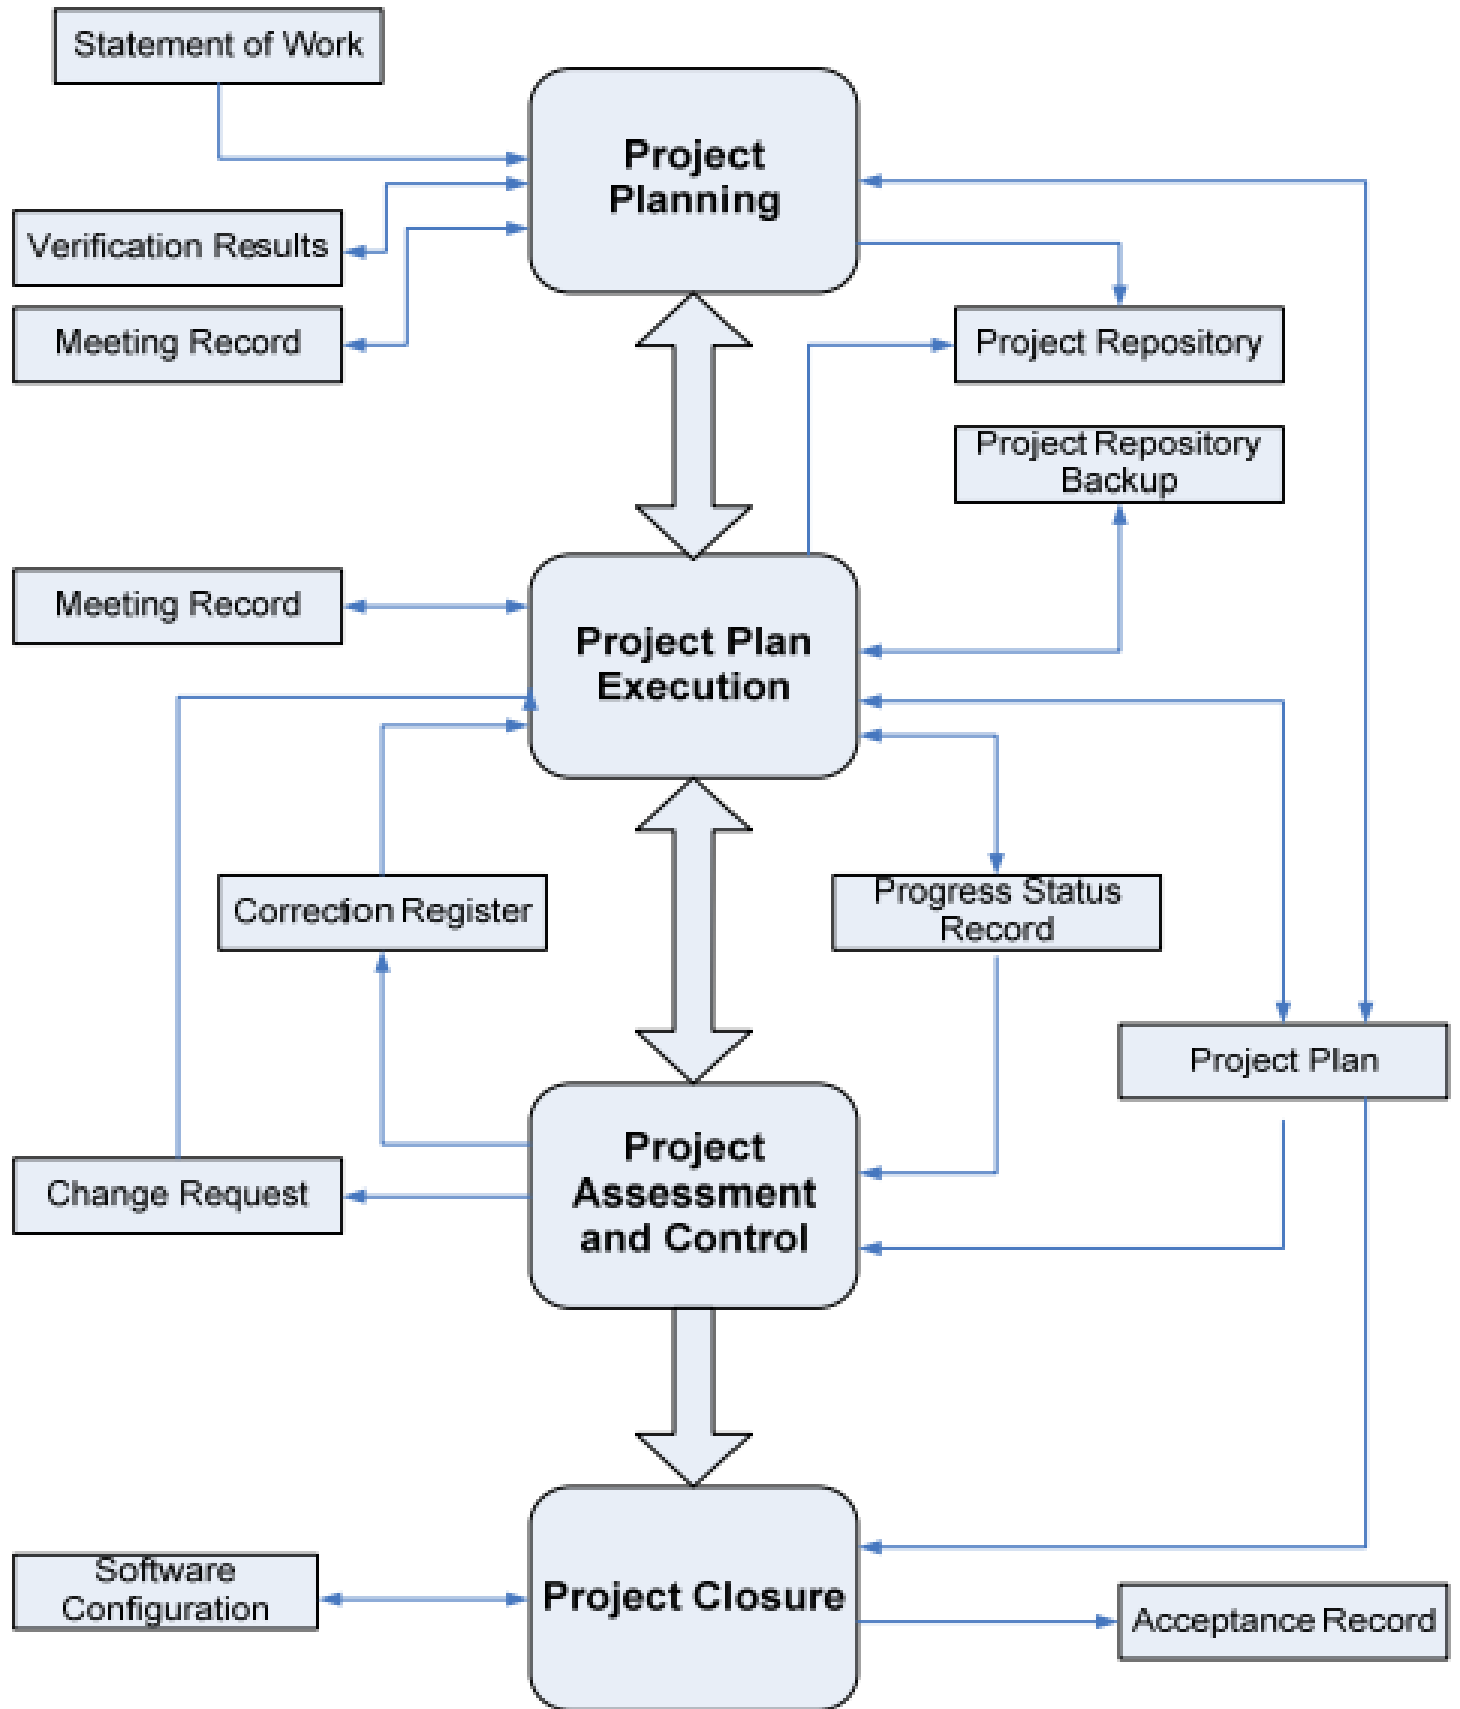 Statement of Work
Project
Planning
Verification Results
Meeting Record
Project Repository
Project Repository
Backup
Meeting Record
Project Plan
Execution
Correction Register
Progress Status
Record
Project Plan
Project
Assessment
and Control
Change Request
Software
Configuration
Project Closure
Acceptance Record